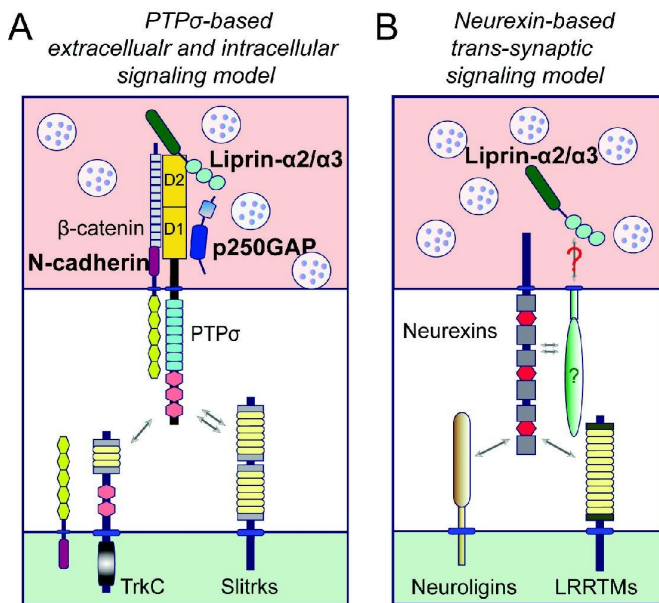 A
PTPσ-based
extracellualr and intracellular
signaling model
Liprin-α2/α3
D2
β-catenin
D1
p250GAP
N-cadherin
PTPσ
TrkC
Slitrks
B
Neurexin-based
trans-synaptic
signaling model
Liprin-α2/α3
?
Neurexins
?
Neuroligins
LRRTMs